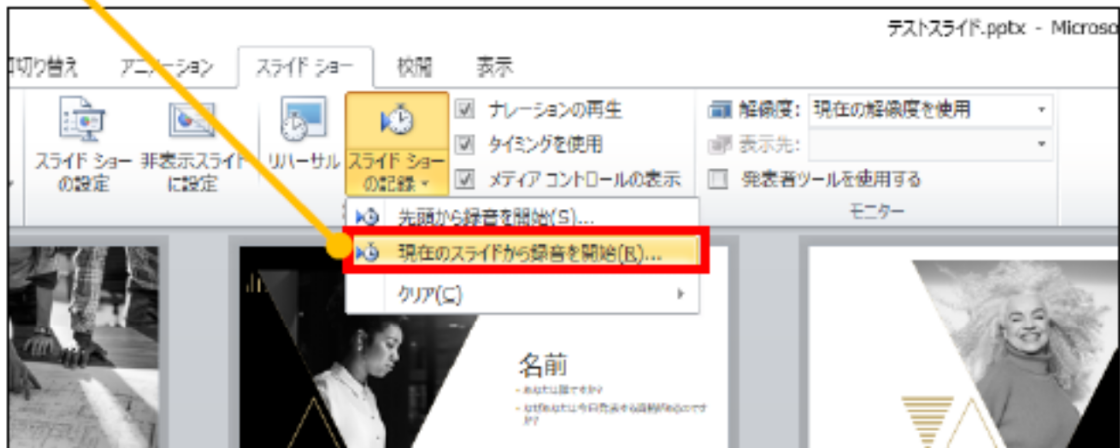 テストスライド.pptx - Microso
切り替え アニメーション スライド ショー 校閲 表示
スライド ショー
の設定
非表示スライド
に設定
リハーサル
スライド ショー
の記録
ナレーションの再生
タイミングを使用
メディア コントロールの表示
解像度: 現在の解像度を使用
表示先:
発表者ツールを使用する
モニター
先頭から録音を開始(S)...
現在のスライドから録音を開始(R)...
クリア(C)
名前
- あなたは誰ですか?